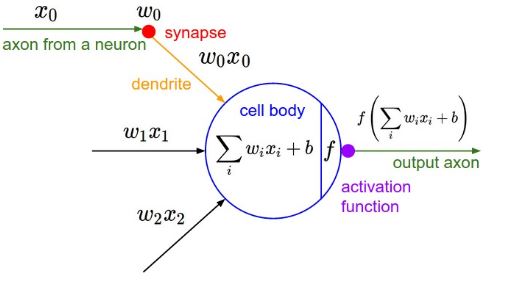 x₀
w₀
axon from a neuron
synapse
w₀x₀
dendrite
cell body
f(∑ᵢ wᵢxᵢ + b)
w₁x₁
∑ᵢ wᵢxᵢ + b
f
output axon
activation
function
w₂x₂